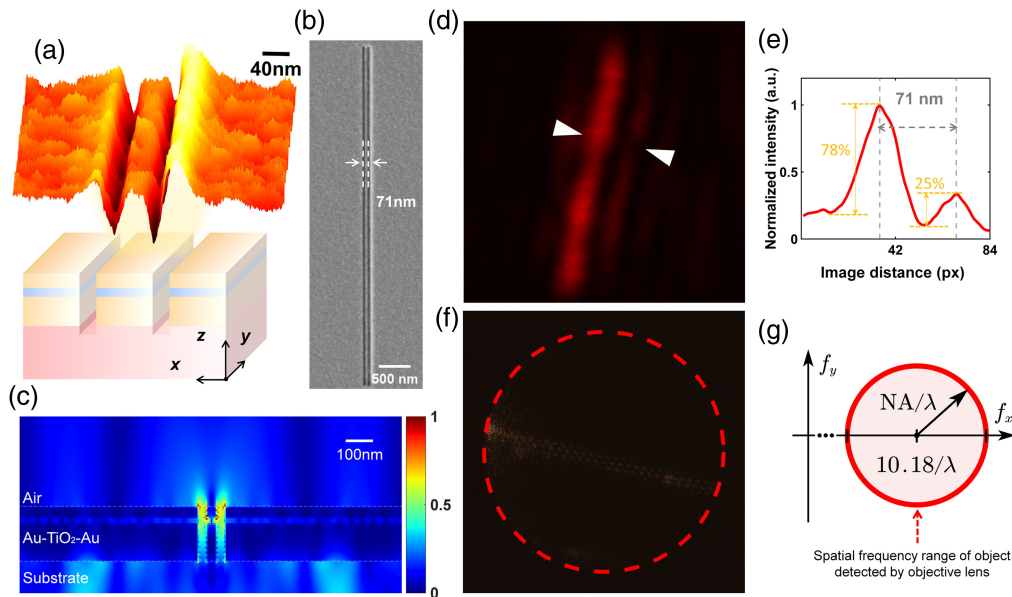 (a)
40nm
z
y
x
(b)
71nm
500 nm
(c)
1
100nm
Air
0.5
Au-TiO₂-Au
Substrate
0
(d)
(e)
Normalized intensity (a.u.)
1
0.5
0
71 nm
78%
25%
42
84
Image distance (px)
(f)
(g)
f_y
NA/λ
f_x
10.18/λ
Spatial frequency range of object
detected by objective lens